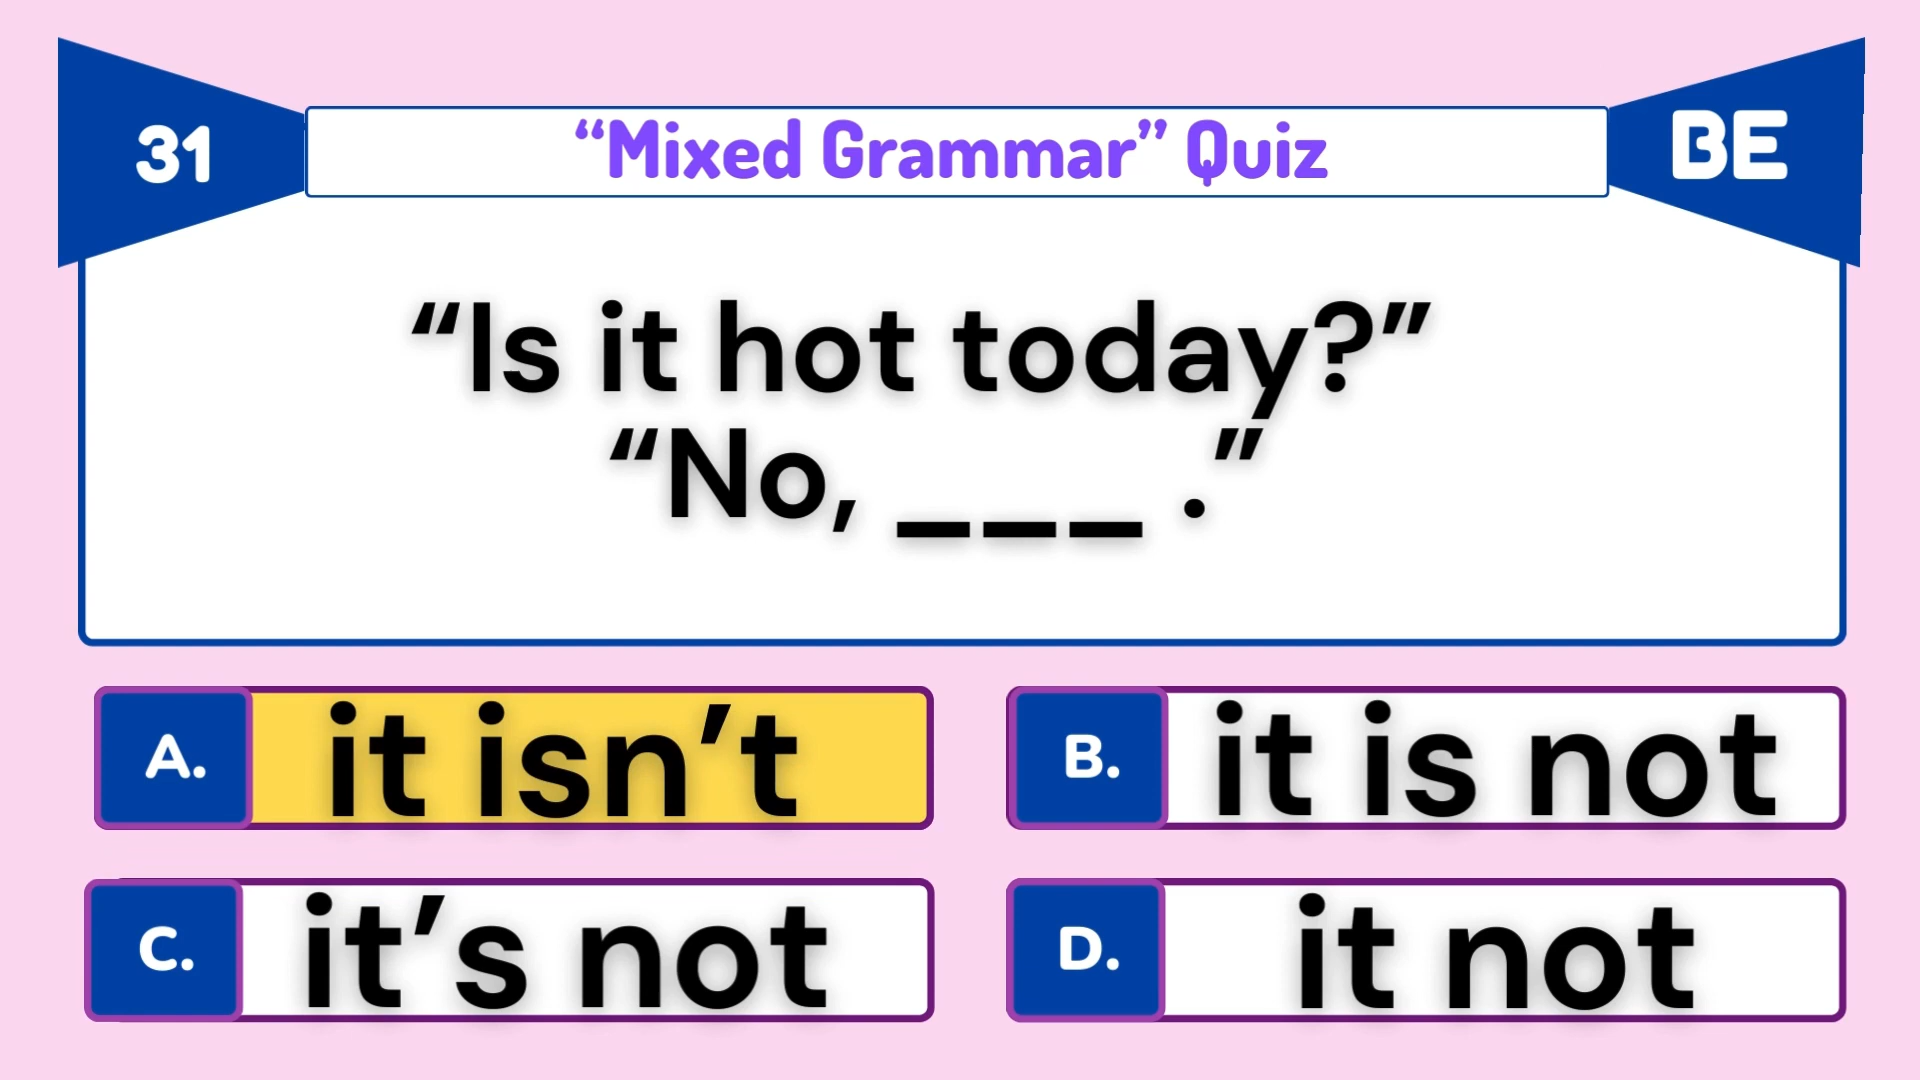 31
“Mixed Grammar” Quiz
BE
“Is it hot today?”
“No, ___ .”
A. it isn’t
B. it is not
C. it’s not
D. it not